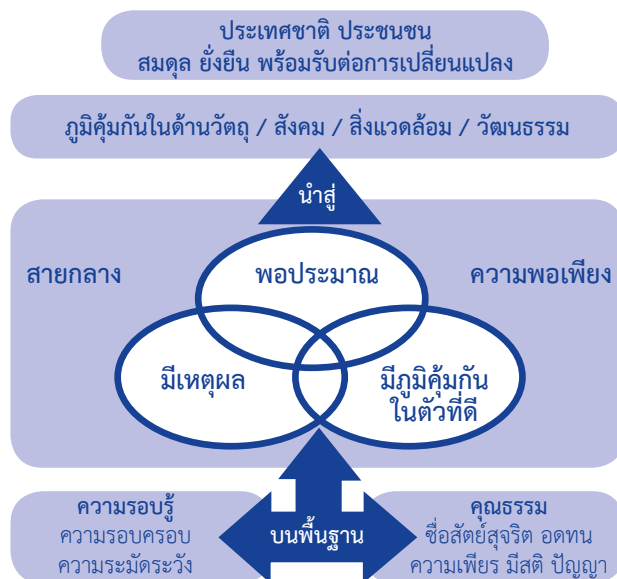 ประเทศชาติ ประชนชน
สมดุล ยั่งยืน พร้อมรับต่อการเปลี่ยนแปลง
ภูมิคุ้มกันในด้านวัตถุ / สังคม / สิ่งแวดล้อม / วัฒนธรรม
นำสู่
สายกลาง
พอประมาณ
ความพอเพียง
มีเหตุผล
มีภูมิคุ้มกัน
ในตัวที่ดี
ความรอบรู้
ความรอบครอบ
ความระมัดระวัง
บนพื้นฐาน
คุณธรรม
ซื่อสัตย์สุจริต อดทน
ความเพียร มีสติ ปัญญา